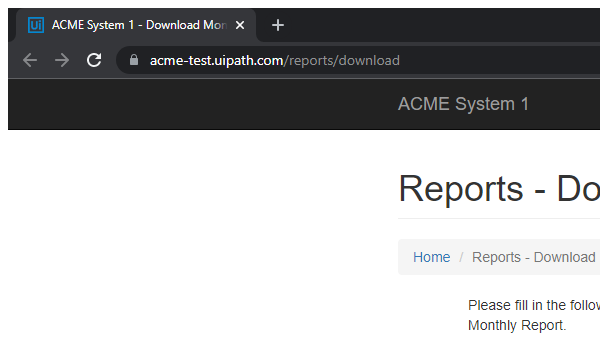 Ui ACME System 1 - Download Mon
acme-test.uipath.com/reports/download
ACME System 1
Reports - Do
Home / Reports - Download
Please fill in the follow
Monthly Report.